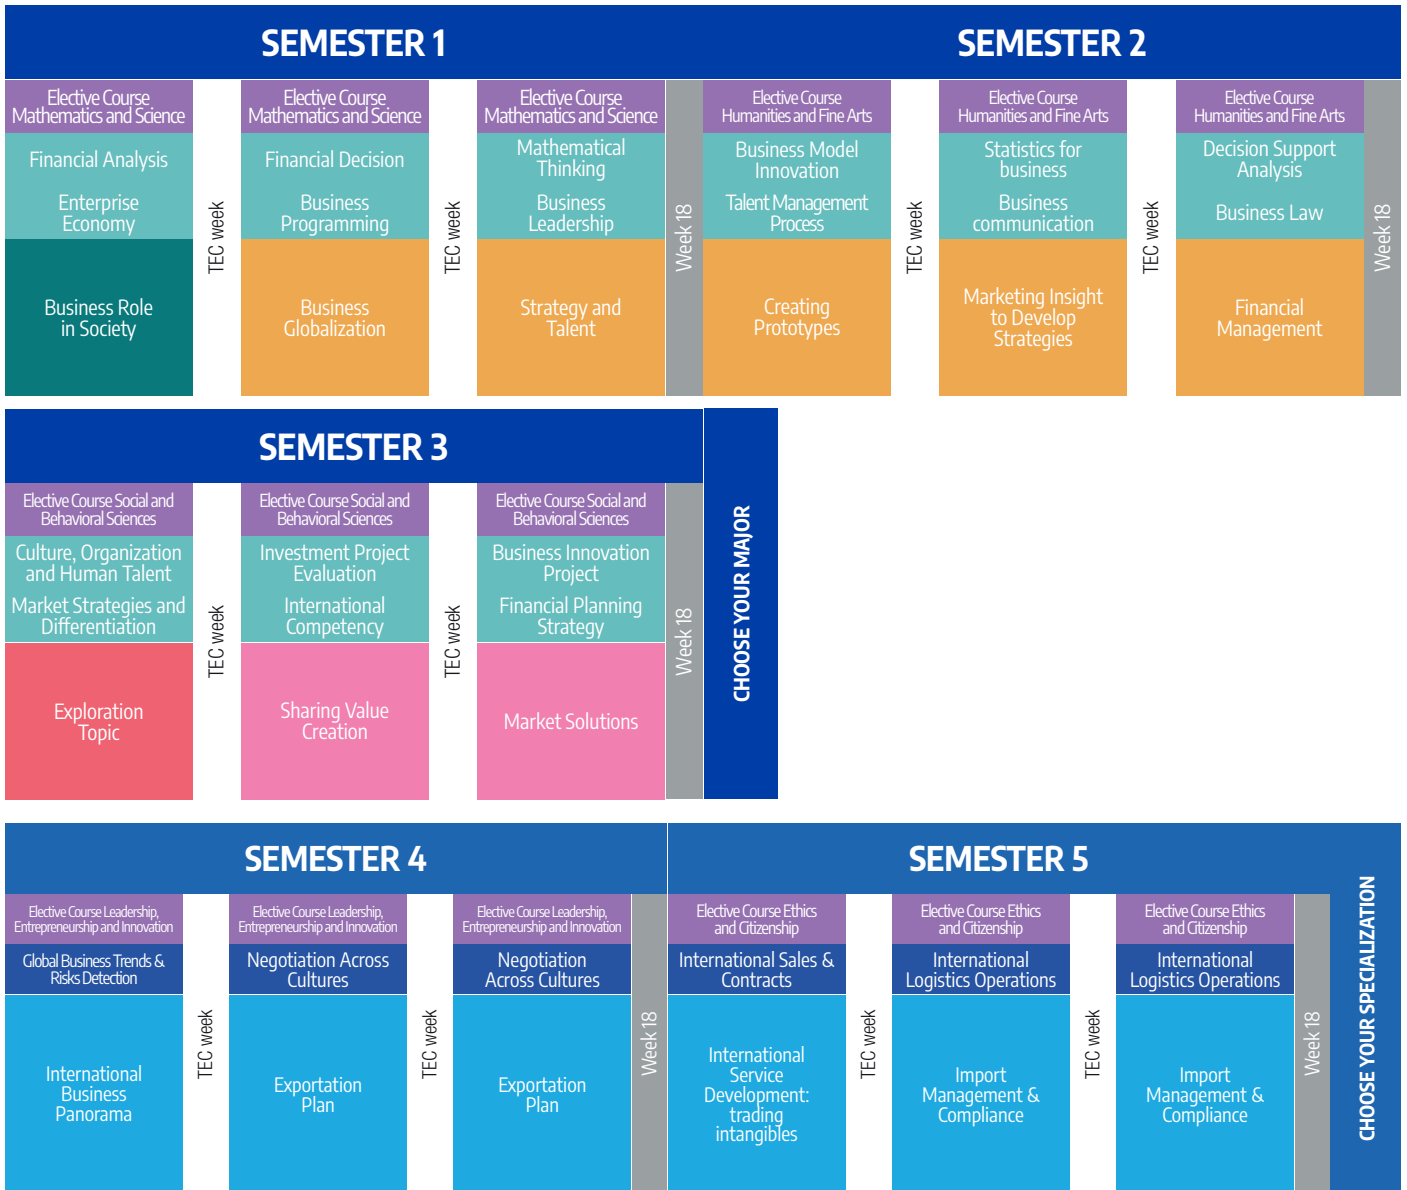 SEMESTER 1
Elective Course
Mathematics and Science
Financial Analysis
Enterprise
Economy
Business Role
in Society
TEC week
Elective Course
Mathematics and Science
Financial Decision
Business
Programming
Business
Globalization
TEC week
Elective Course
Mathematics and Science
Mathematical
Thinking
Business
Leadership
Strategy and
Talent
Week 18
SEMESTER 2
Elective Course
Humanities and Fine Arts
Business Model
Innovation
Talent Management
Process
Creating
Prototypes
TEC week
Elective Course
Humanities and Fine Arts
Statistics for
business
Business
communication
Marketing Insight
to Develop
Strategies
TEC week
Elective Course
Humanities and Fine Arts
Decision Support
Analysis
Business Law
Financial
Management
Week 18
SEMESTER 3
Elective Course Social and
Behavioral Sciences
Culture, Organization
and Human Talent
Market Strategies and
Differentiation
Exploration
Topic
TEC week
Elective Course Social and
Behavioral Sciences
Investment Project
Evaluation
International
Competency
Sharing Value
Creation
TEC week
Elective Course Social and
Behavioral Sciences
Business Innovation
Project
Financial Planning
Strategy
Market Solutions
Week 18
CHOOSE YOUR MAJOR
SEMESTER 4
Elective Course Leadership,
Entrepreneurship and Innovation
Global Business Trends &
Risks Detection
International
Business
Panorama
TEC week
Elective Course Leadership,
Entrepreneurship and Innovation
Negotiation Across
Cultures
Exportation
Plan
TEC week
Elective Course Leadership,
Entrepreneurship and Innovation
Negotiation
Across Cultures
Exportation
Plan
Week 18
SEMESTER 5
Elective Course Ethics
and Citizenship
International Sales &
Contracts
International
Service
Development:
trading
intangibles
TEC week
Elective Course Ethics
and Citizenship
International
Logistics Operations
Import
Management &
Compliance
TEC week
Elective Course Ethics
and Citizenship
International
Logistics Operations
Import
Management &
Compliance
Week 18
CHOOSE YOUR SPECIALIZATION